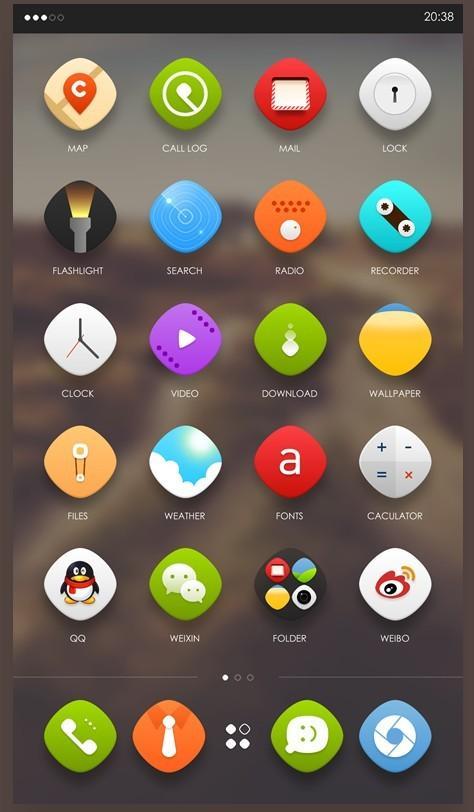 20:38
C
MAP CALL LOG MAIL LOCK
FLASHLIGHT SEARCH RADIO RECORDER
CLOCK VIDEO DOWNLOAD WALLPAPER
a
+ -
= ×
FILES WEATHER FONTS CACULATOR
QQ WEIXIN FOLDER WEIBO